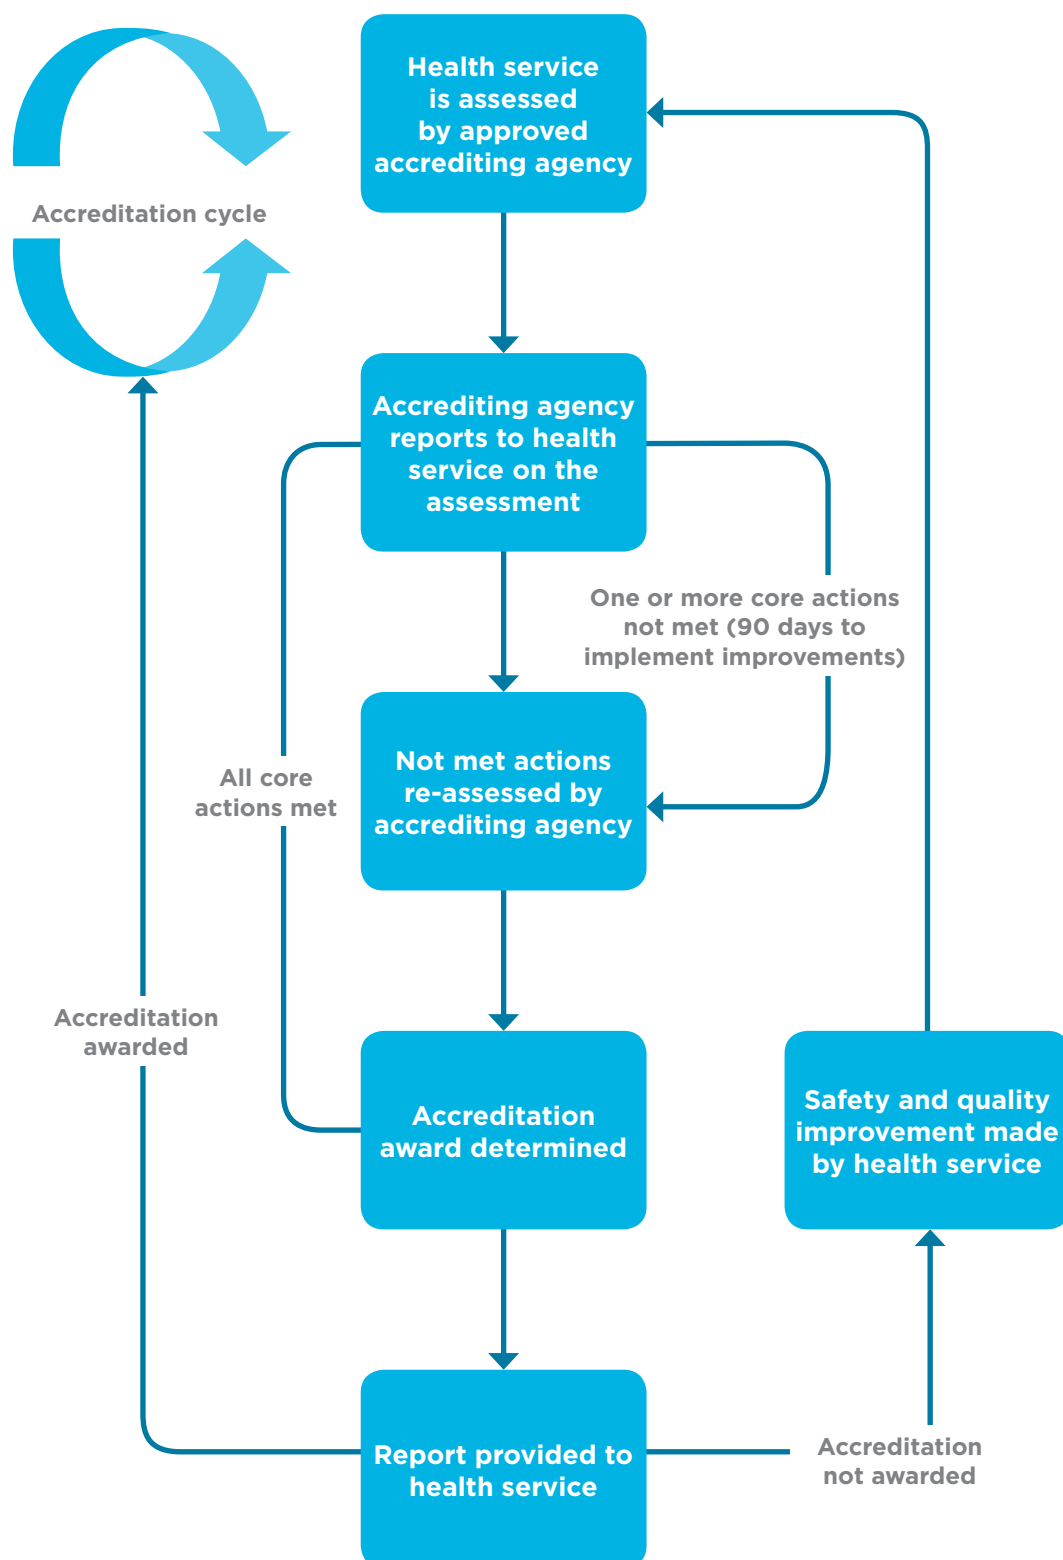 Health service
is assessed
by approved
accrediting agency
Accreditation cycle
Accrediting agency
reports to health
service on the
assessment
One or more core actions
not met (90 days to
implement improvements)
Not met actions
re-assessed by
accrediting agency
All core
actions met
Accreditation
awarded
Accreditation
award determined
Safety and quality
improvement made
by health service
Report provided to
health service
Accreditation
not awarded